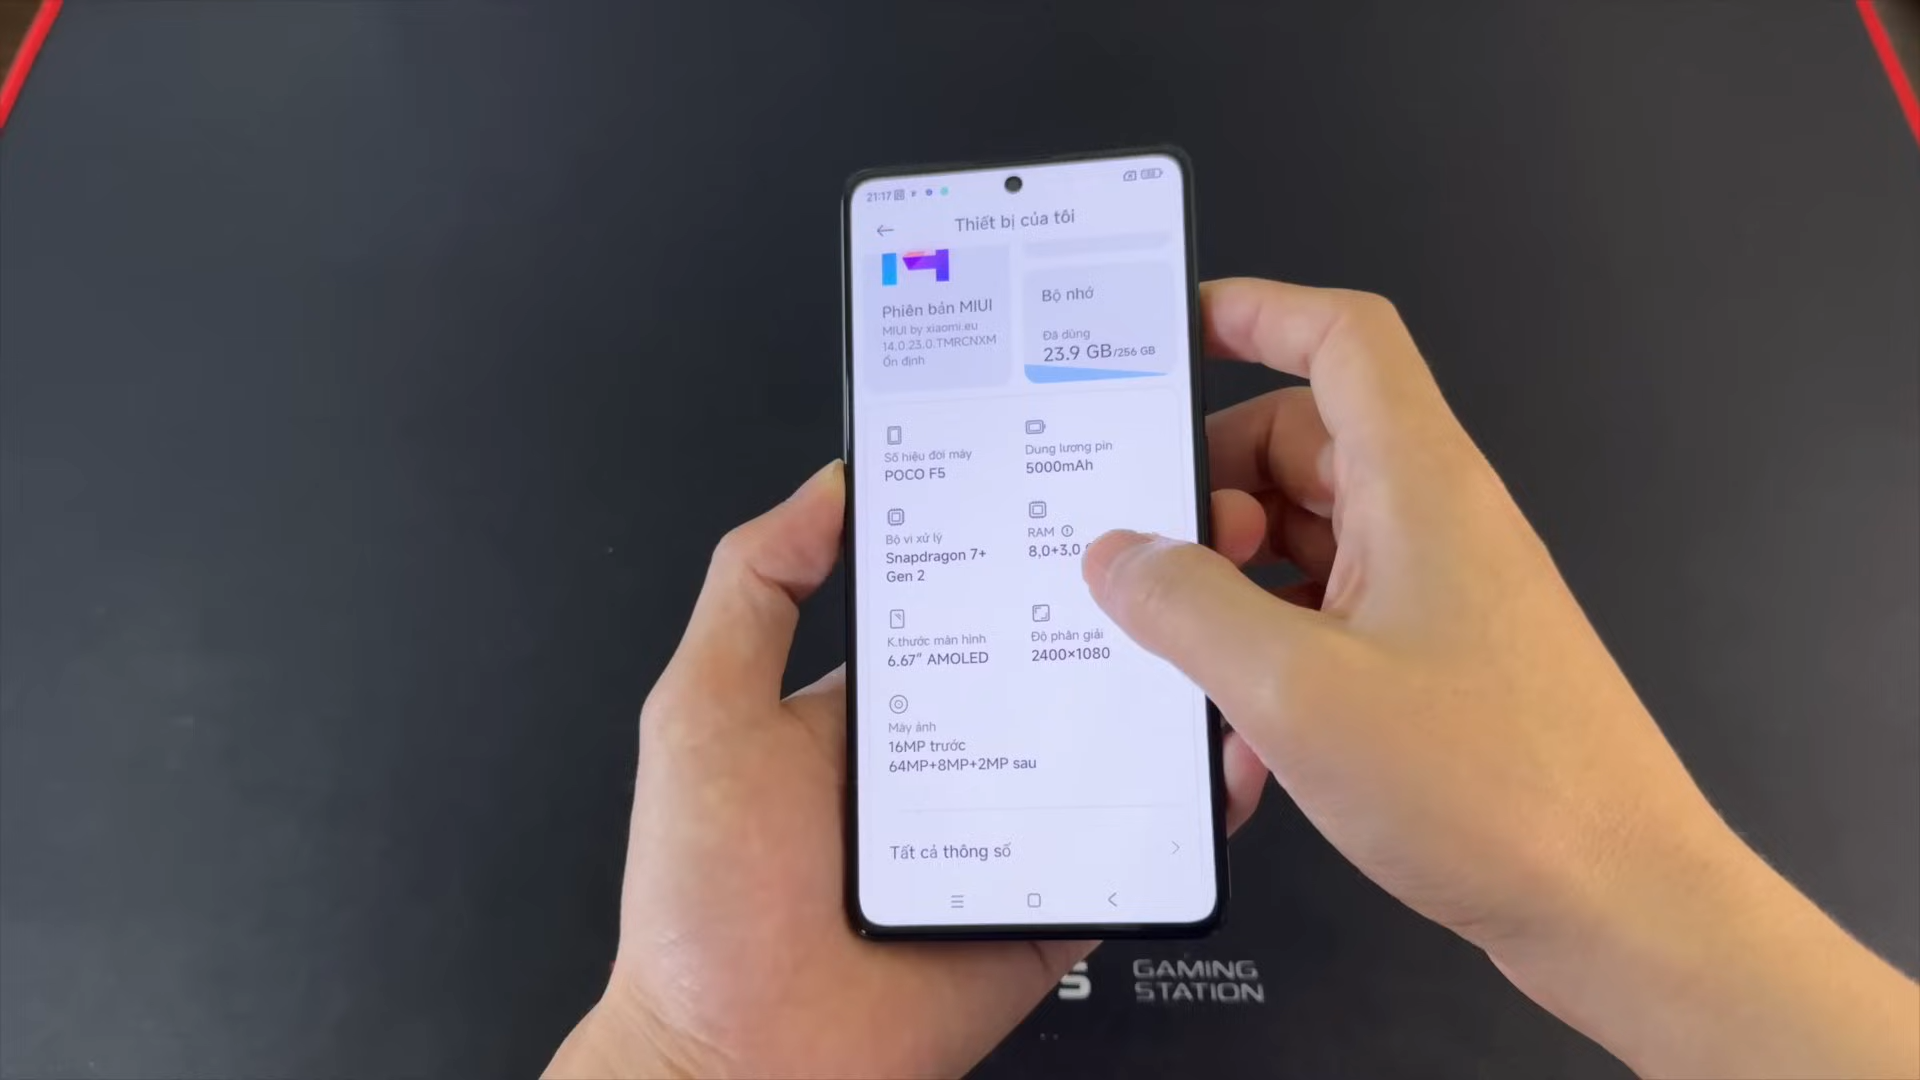 21:17
Thiết bị của tôi
Phiên bản MIUI
MIUI by xiaomi.eu
14.0.23.0.TMRCNXM
Ổn định
Bộ nhớ
Đã dùng
23.9 GB/256 GB
Số hiệu đời máy
POCO F5
Dung lượng pin
5000mAh
Bộ vi xử lý
Snapdragon 7+
Gen 2
RAM
8,0+3,0
K.thước màn hình
6.67" AMOLED
Độ phân giải
2400×1080
Máy ảnh
16MP trước
64MP+8MP+2MP sau
Tất cả thông số
S
GAMING
STATION